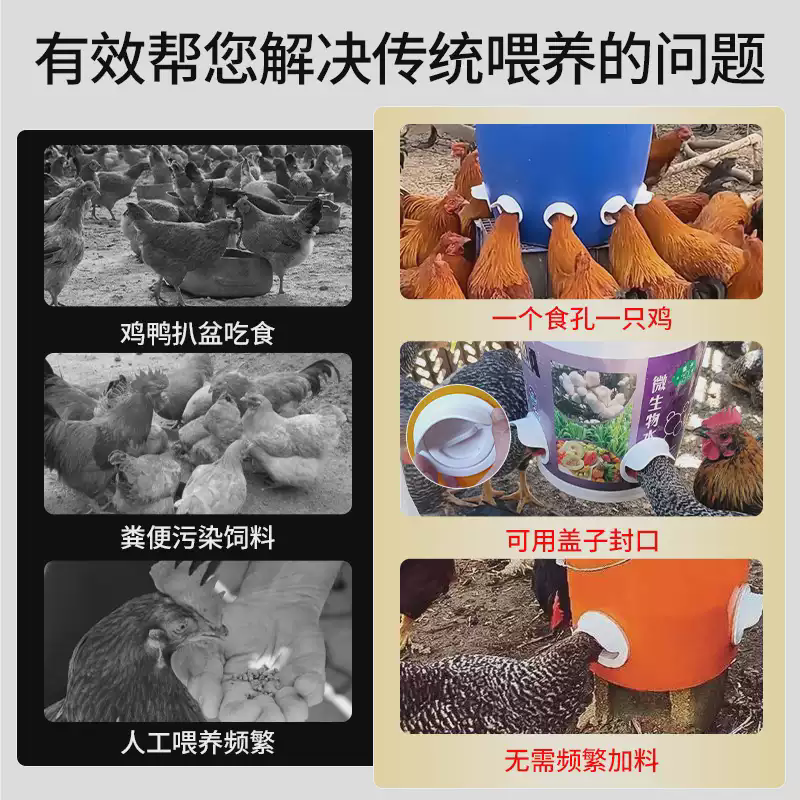 有效帮您解决传统喂养的问题
鸡鸭扒盆吃食
一个食孔一只鸡
微生物水
粪便污染饲料
可用盖子封口
人工喂养频繁
无需频繁加料